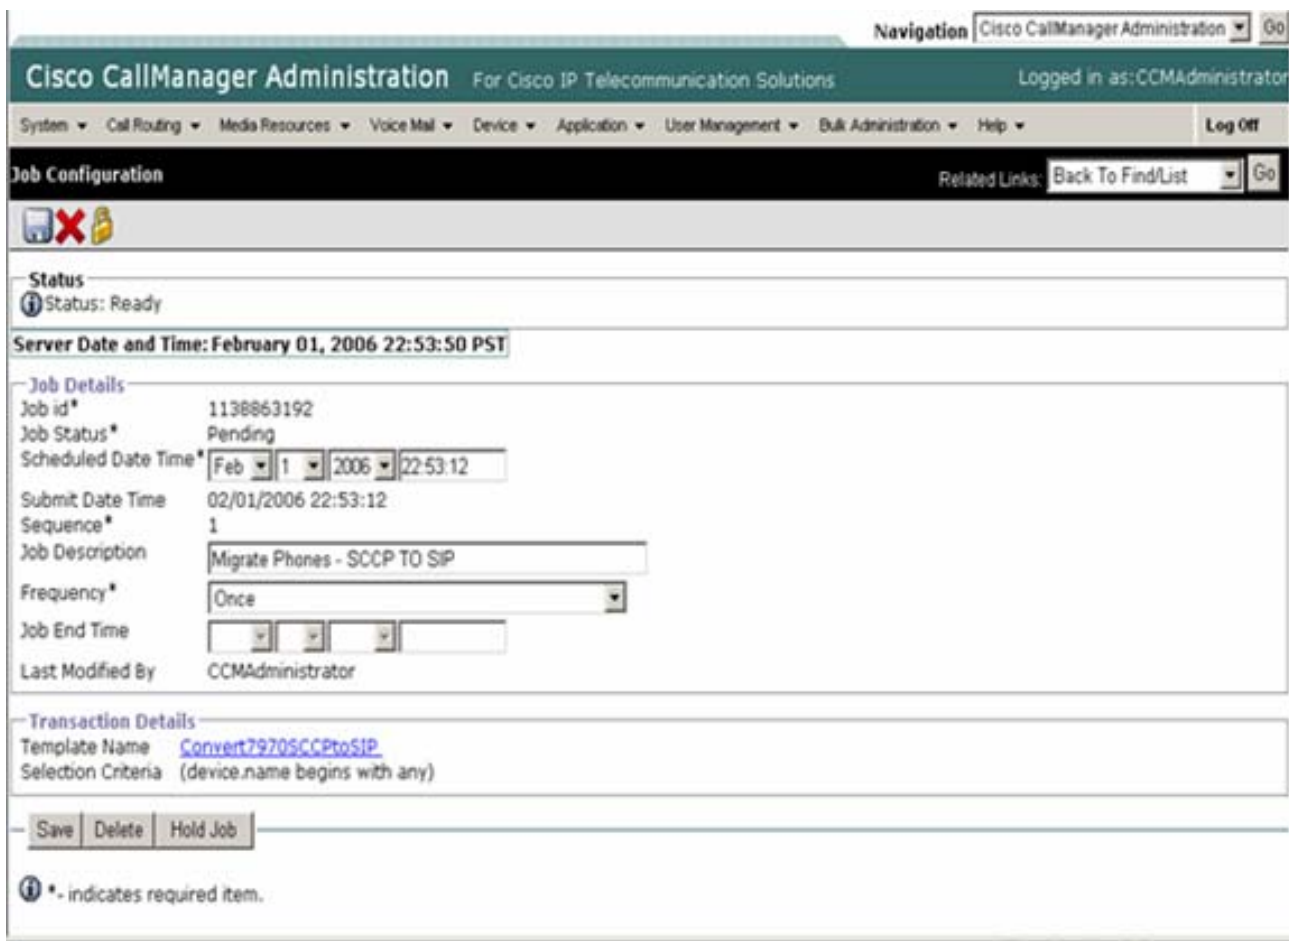 Navigation Cisco CallManager Administration Go
Cisco CallManager Administration For Cisco IP Telecommunication Solutions Logged in as:CCMAdministrator
System Call Routing Media Resources Voice Mail Device Application User Management Bulk Administration Help Log Off
Job Configuration Related Links: Back To Find/List Go
Status
Status: Ready
Server Date and Time: February 01, 2006 22:53:50 PST
Job Details
Job id* 1138863192
Job Status* Pending
Scheduled Date Time* Feb 1 2006 22:53:12
Submit Date Time 02/01/2006 22:53:12
Sequence* 1
Job Description Migrate Phones - SCCP TO SIP
Frequency* Once
Job End Time
Last Modified By CCMAdministrator
Transaction Details
Template Name Convert7970SCCPtoSIP
Selection Criteria (device.name begins with any)
Save Delete Hold Job
*- indicates required item.